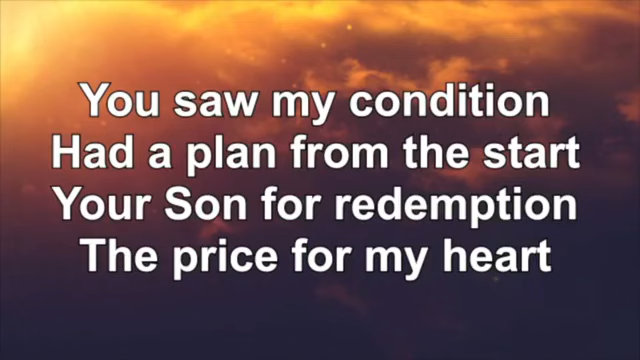 You saw my condition
Had a plan from the start
Your Son for redemption
The price for my heart